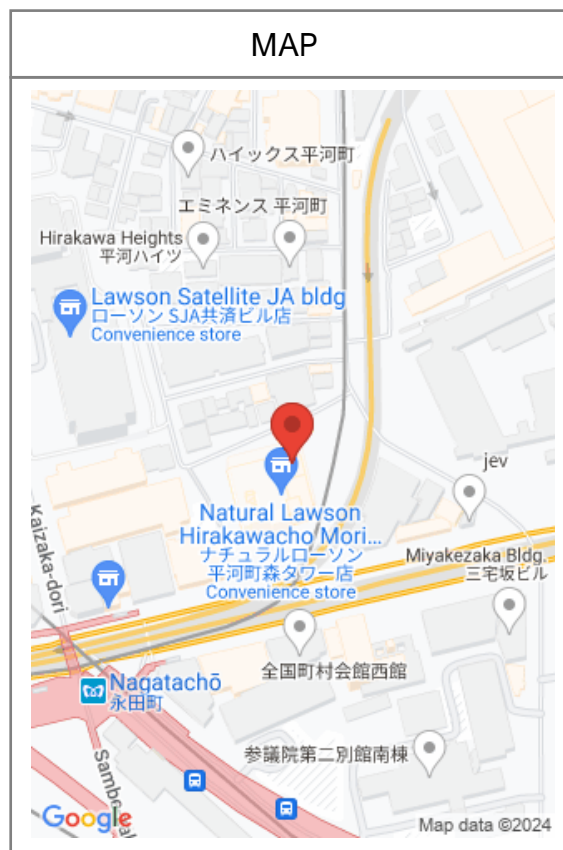 MAP
ハイックス平河町
エミネンス 平河町
Hirakawa Heights
平河ハイツ
Lawson Satellite JA bldg
ローソン SJA共済ビル店
Convenience store
jev
Natural Lawson
Hirakawacho Mori...
ナチュラルローソン
平河町森タワー店
Convenience store
Kaizaka-dori
Miyakezaka Bldg.
三宅坂ビル
全国町村会館西館
Nagatachō
永田町
参議院第二別館南棟
Google
Map data ©2024